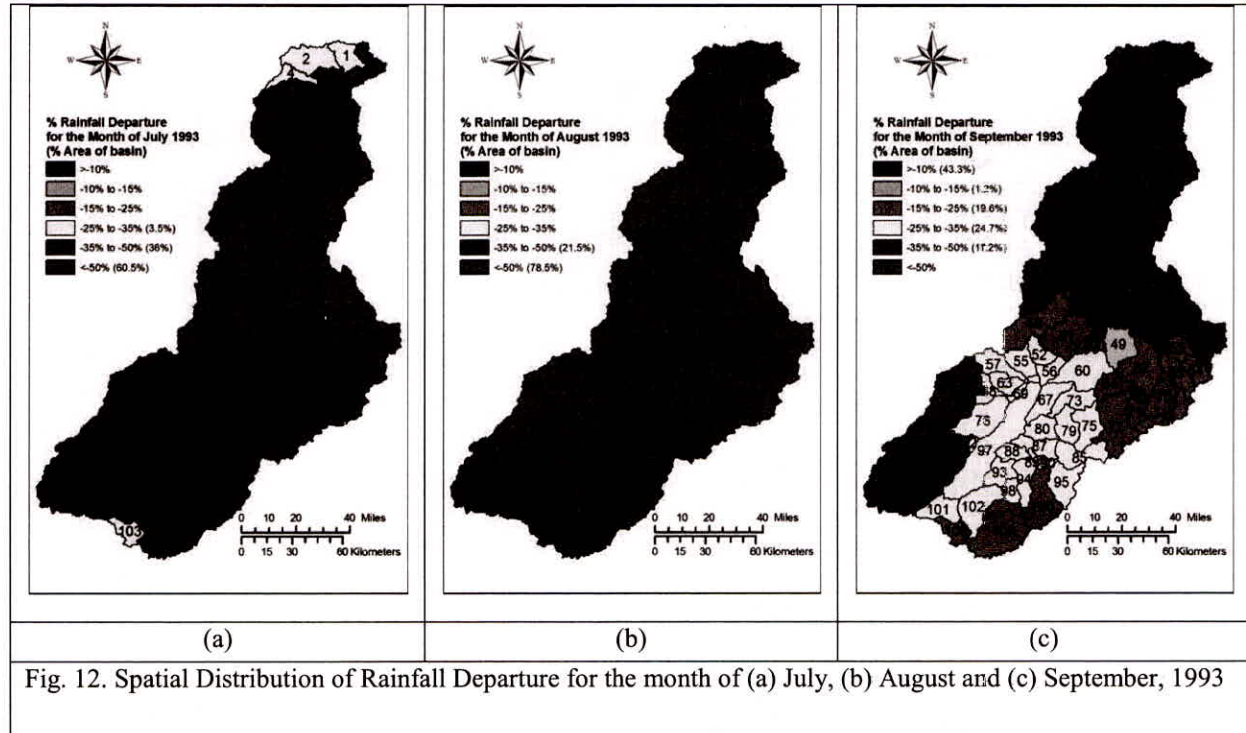 N
W E
S
% Rainfall Departure
for the Month of July 1993
(% Area of basin)
>-10%
-10% to -15%
-15% to -25%
-25% to -35% (3.5%)
-35% to -50% (36%)
<-50% (60.5%)
2 1
4
103
0 10 20 40 Miles
0 15 30 60 Kilometers
(a)
N
W E
S
% Rainfall Departure
for the Month of August 1993
(% Area of basin)
>-10%
-10% to -15%
-15% to -25%
-25% to -35%
-35% to -50% (21.5%)
<-50% (78.5%)
0 10 20 40 Miles
0 15 30 60 Kilometers
(b)
N
W E
S
% Rainfall Departure
for the Month of September 1993
(% Area of basin)
>-10% (43.3%)
-10% to -15% (1.2%)
-15% to -25% (19.6%)
-25% to -35% (24.7%)
-35% to -50% (17.2%)
<-50%
49
57 55 52
56 60
63
69 67 73
80 79 75
97 88 87
93 94 95
98
101 102
0 10 20 40 Miles
0 15 30 60 Kilometers
(c)
Fig. 12. Spatial Distribution of Rainfall Departure for the month of (a) July, (b) August and (c) September, 1993